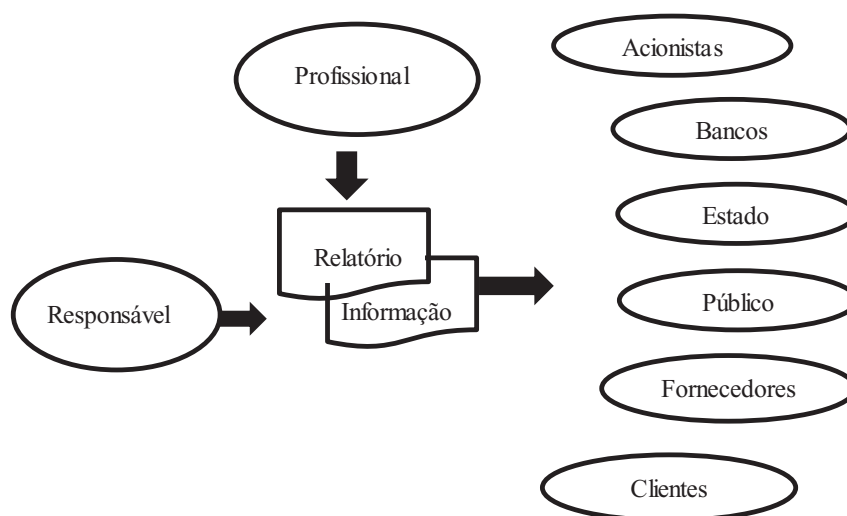 Acionistas
Profissional
Bancos
Estado
Relatório
Público
Responsável
Informação
Fornecedores
Clientes